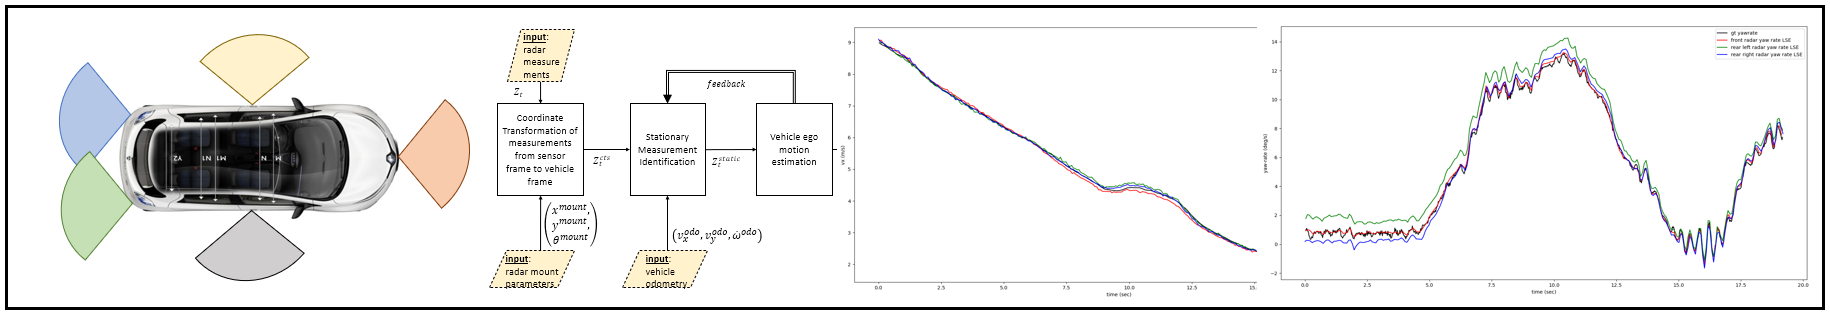 input:
radar
measure
ments
Z_t
Coordinate
Transformation of
measurements
from sensor
frame to vehicle
frame
Z_t^{cts}
(x^{mount},
y^{mount},
θ^{mount})
input:
radar mount
parameters
feedback
Stationary
Measurement
Identification
Z_t^{static}
(v_x^{odo}, v_y^{odo}, ω̇^{odo})
input:
vehicle
odometry
Vehicle ego
motion
estimation
vx (m/s)
9
8
7
6
5
4
3
2
0.0 2.5 5.0 7.5 10.0 12.5 15.
time (sec)
gt yawrate
front radar yaw rate LSE
rear left radar yaw rate LSE
rear right radar yaw rate LSE
yaw-rate (deg/s)
14
12
10
8
6
4
2
0
−2
0.0 2.5 5.0 7.5 10.0 12.5 15.0 17.5 20.0
time (sec)